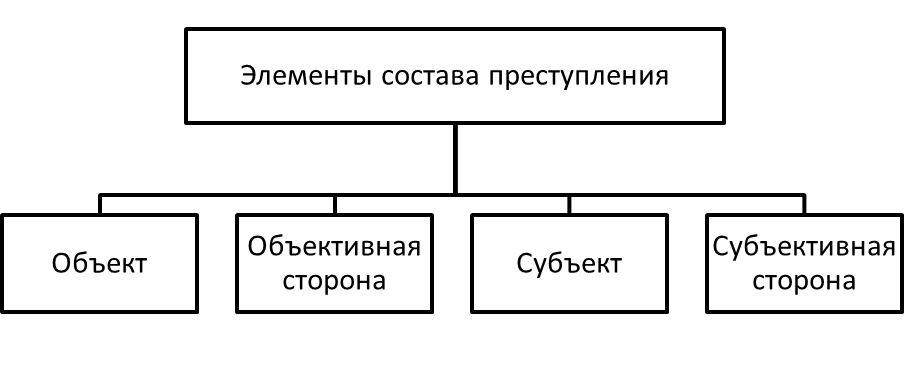 Элементы состава преступления
Объект
Объективная
сторона
Субъект
Субъективная
сторона